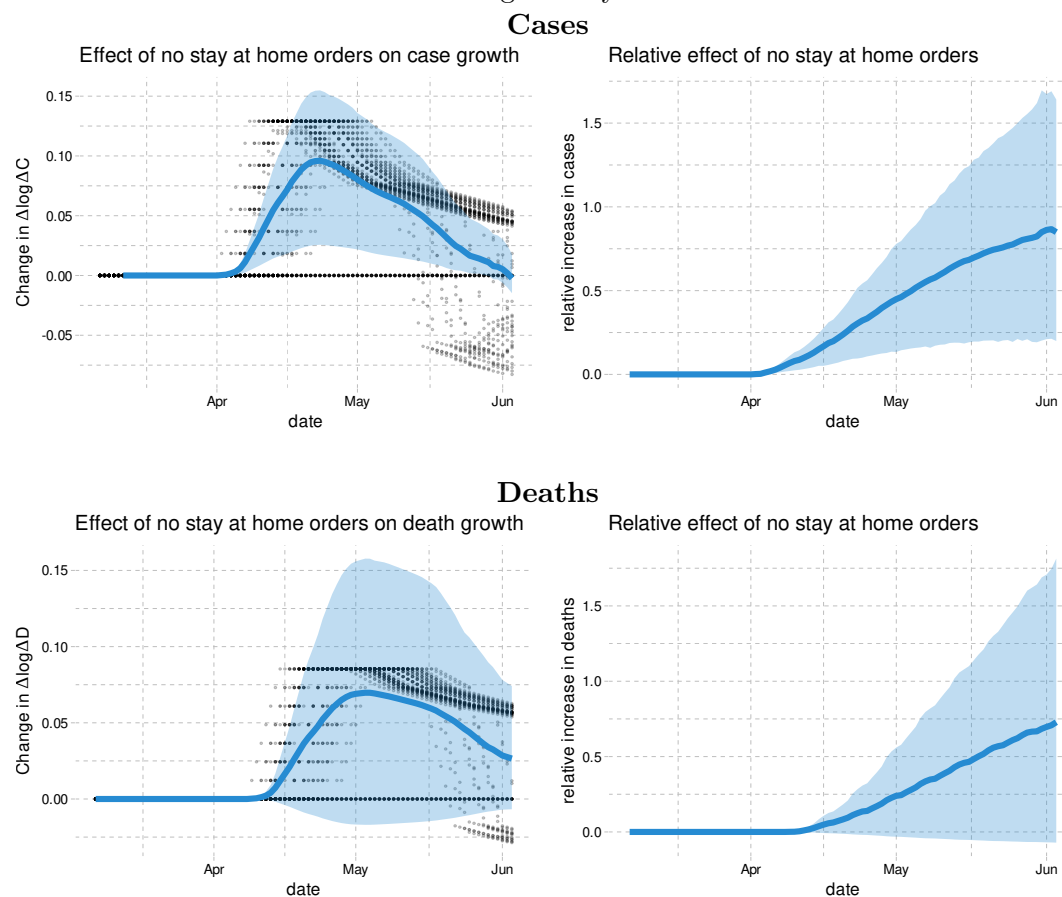 Cases
Effect of no stay at home orders on case growth
Relative effect of no stay at home orders
Change in ΔlogΔC
0.15
0.10
0.05
0.00
-0.05
Apr
May
Jun
date
relative increase in cases
1.5
1.0
0.5
0.0
Apr
May
Jun
date
Deaths
Effect of no stay at home orders on death growth
Relative effect of no stay at home orders
Change in ΔlogΔD
0.15
0.10
0.05
0.00
Apr
May
Jun
date
relative increase in deaths
1.5
1.0
0.5
0.0
Apr
May
Jun
date